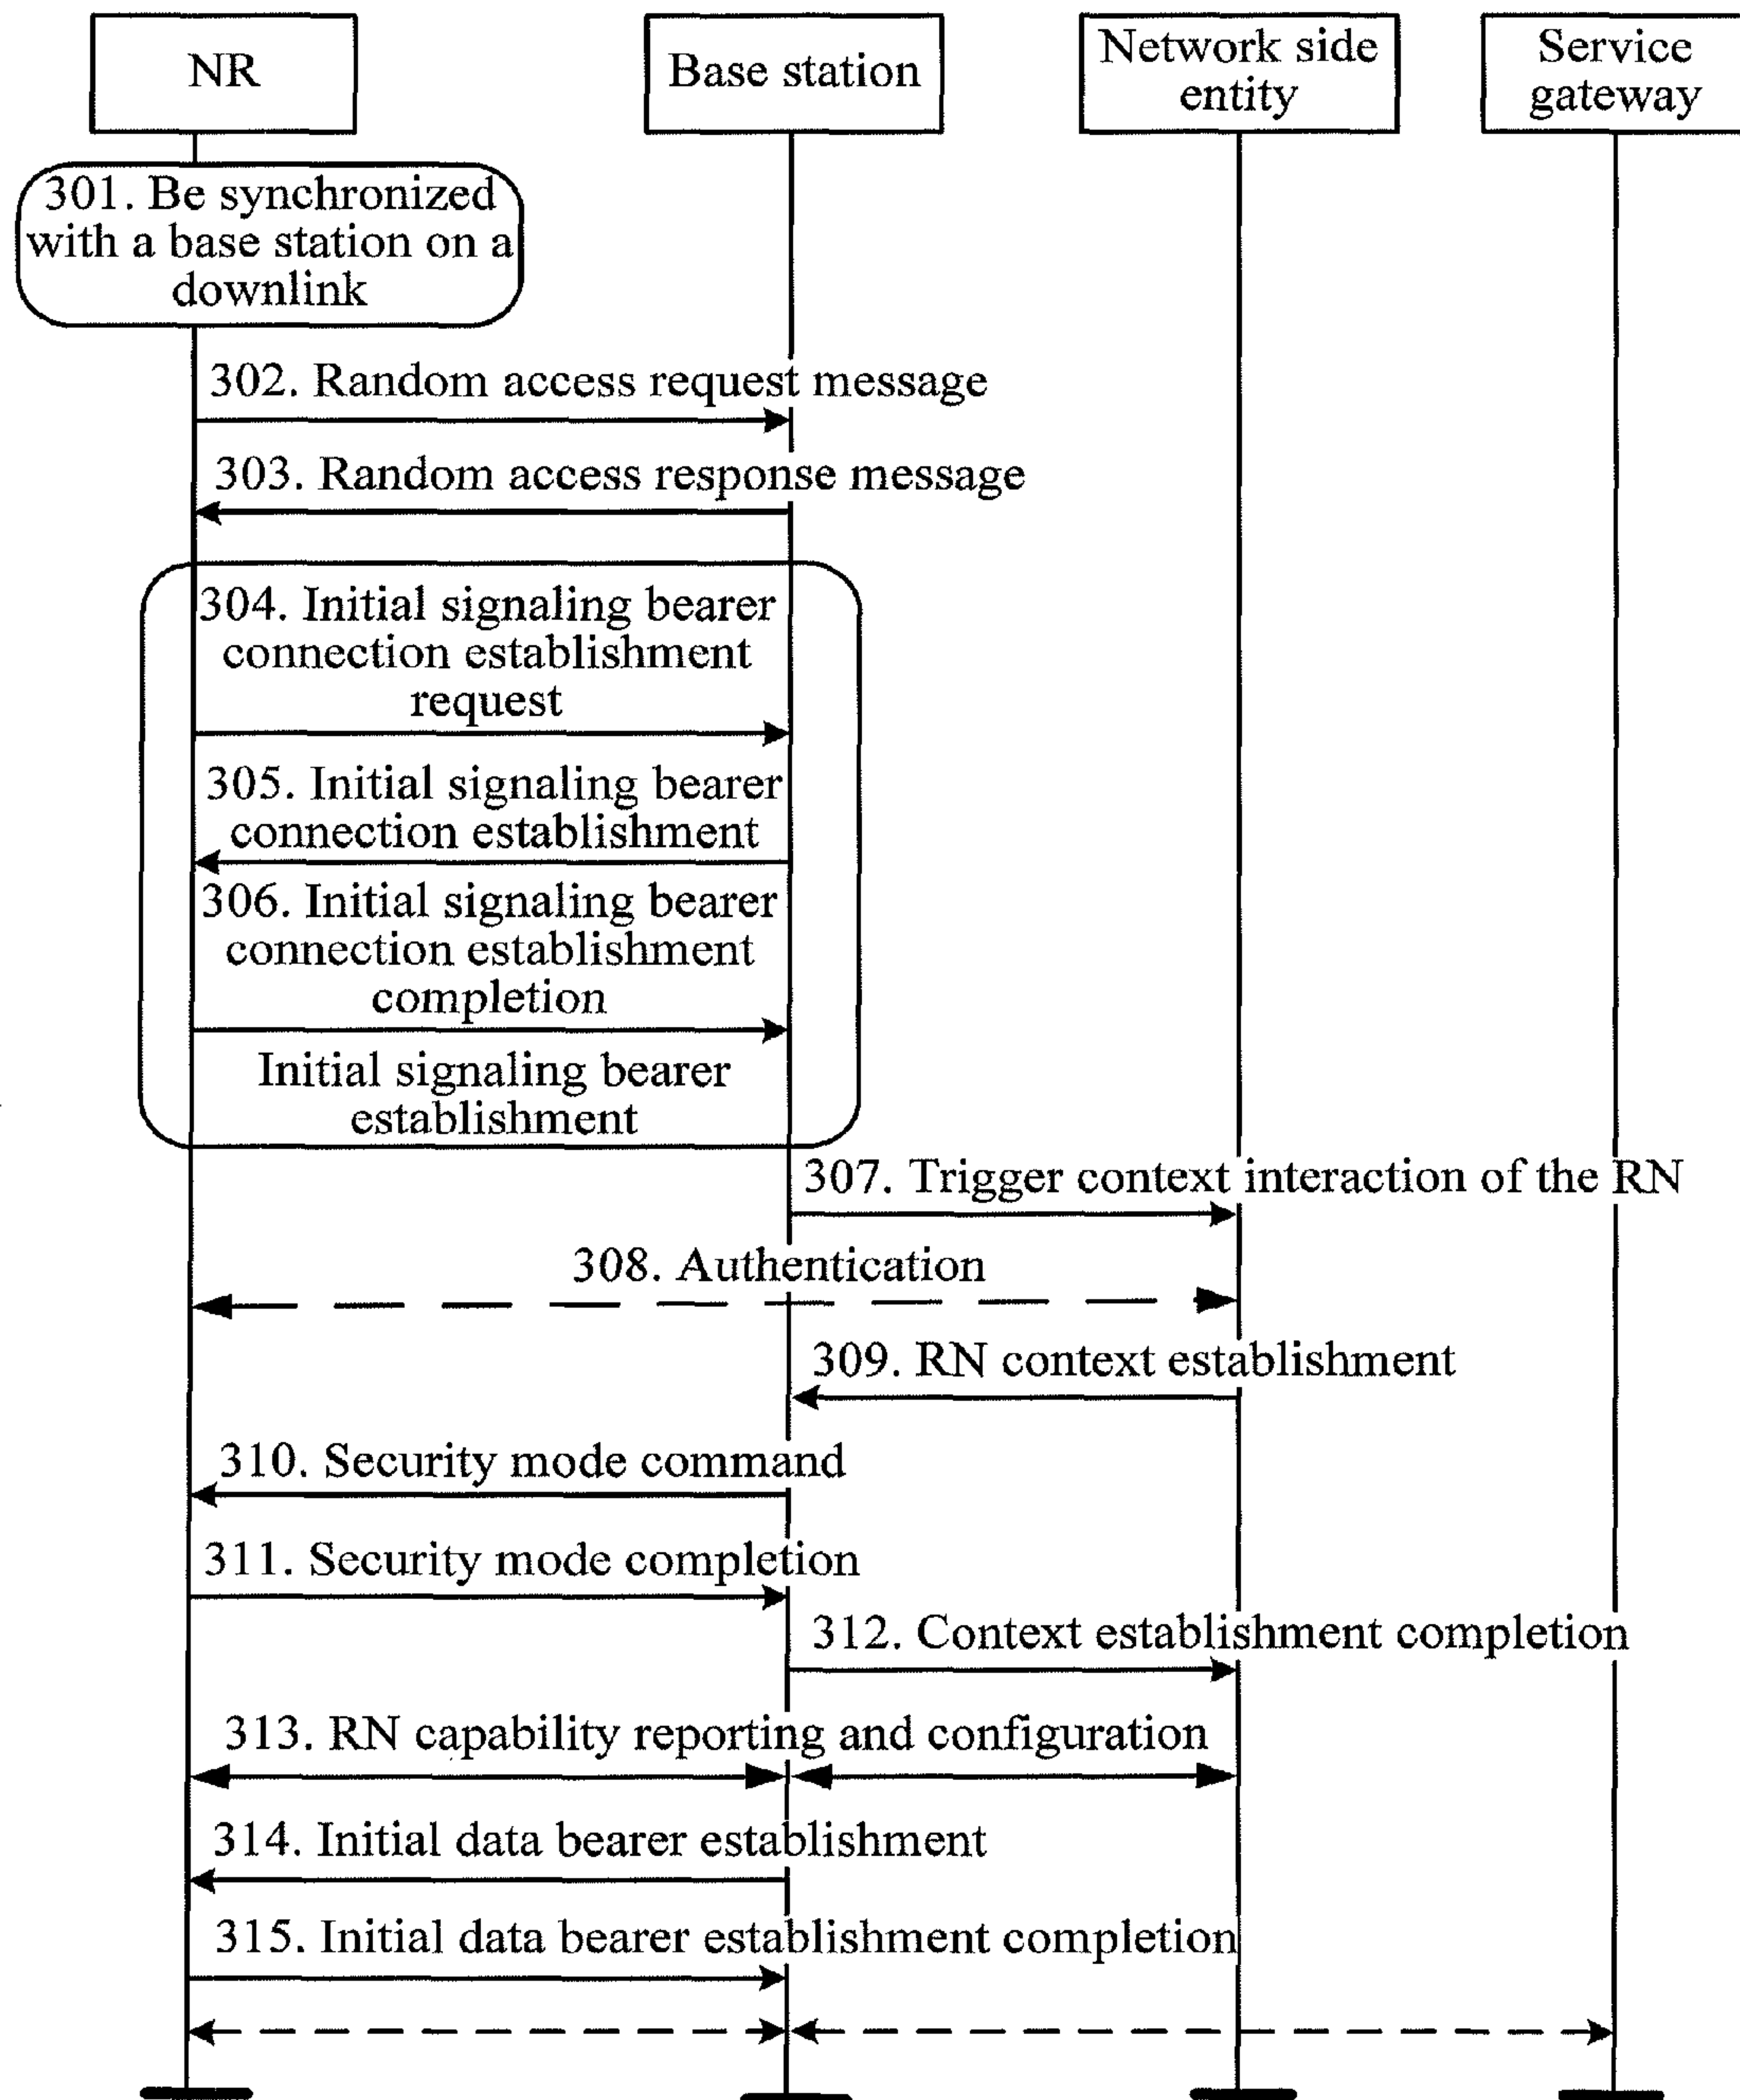 NR
Base station
Network side
entity
Service
gateway
301. Be synchronized
with a base station on a
downlink
302. Random access request message
303. Random access response message
304. Initial signaling bearer
connection establishment
request
305. Initial signaling bearer
connection establishment
306. Initial signaling bearer
connection establishment
completion
Initial signaling bearer
establishment
307. Trigger context interaction of the RN
308. Authentication
309. RN context establishment
310. Security mode command
311. Security mode completion
312. Context establishment completion
313. RN capability reporting and configuration
314. Initial data bearer establishment
315. Initial data bearer establishment completion